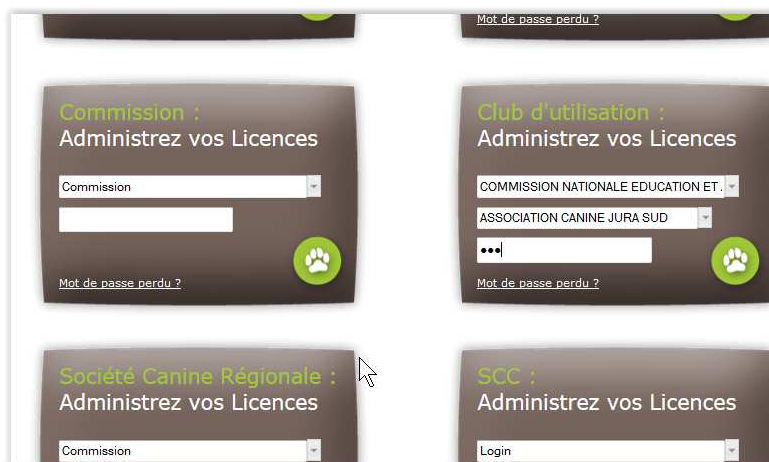 Mot de passe perdu ?
Commission :
Administrez vos Licences
Commission
Mot de passe perdu ?
Club d'utilisation :
Administrez vos Licences
COMMISSION NATIONALE EDUCATION ET .
ASSOCIATION CANINE JURA SUD
•••
Mot de passe perdu ?
Société Canine Régionale :
Administrez vos Licences
Commission
SCC :
Administrez vos Licences
Login